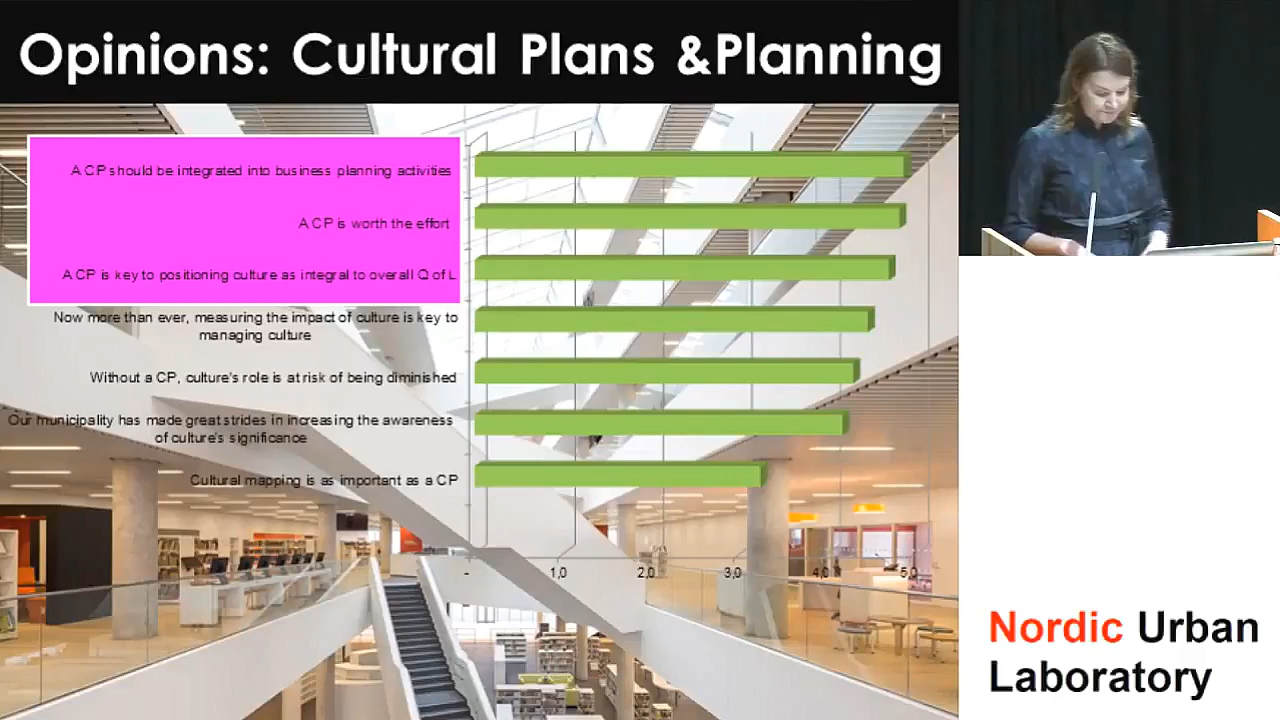 Opinions: Cultural Plans &Planning
A CP should be integrated into business planning activities
A CP is worth the effort
A CP is key to positioning culture as integral to overall Q of L
Now more than ever, measuring the impact of culture is key to
managing culture
Without a CP, culture's role is at risk of being diminished
Our municipality has made great strides in increasing the awareness
of culture's significance
Cultural mapping is as important as a CP
-
1,0
2,0
3,0
4,0
5,0
Nordic Urban
Laboratory